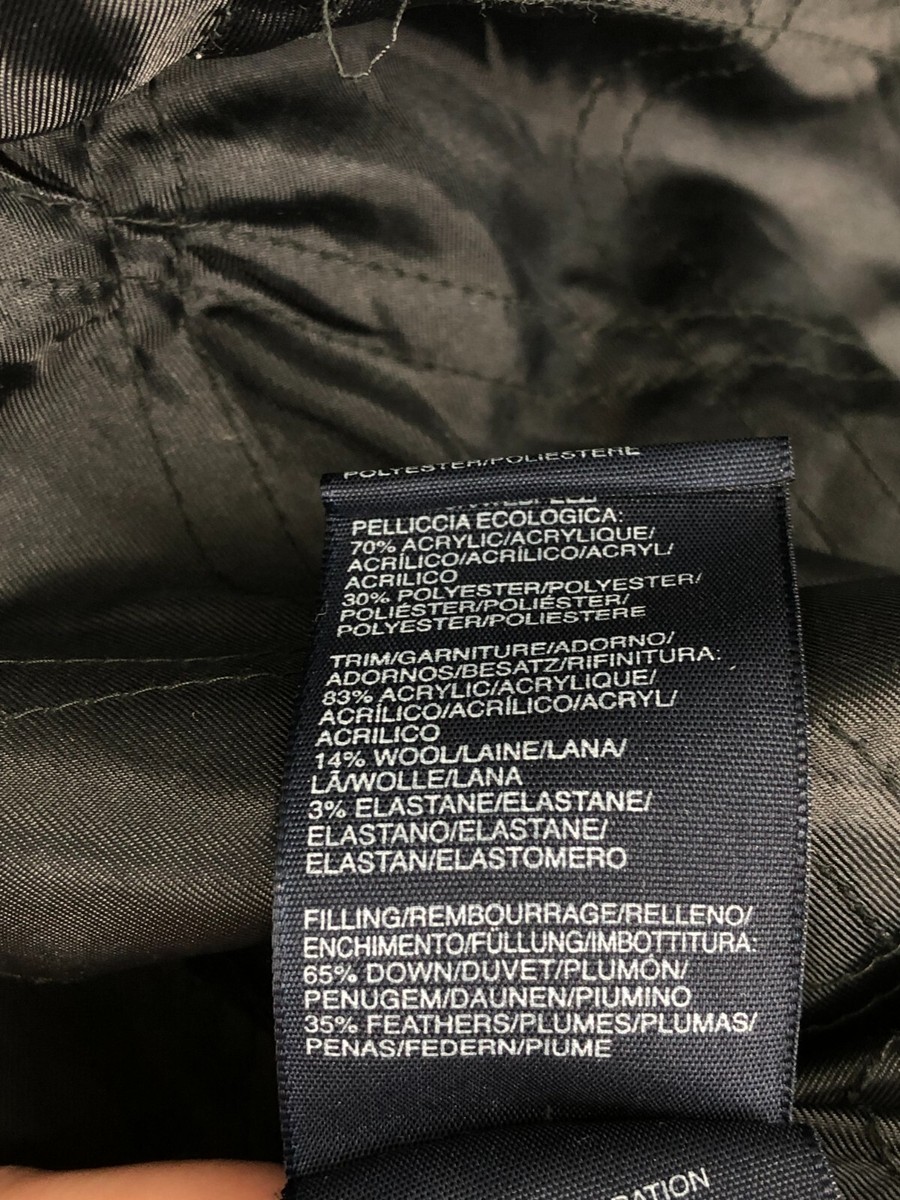 POLYESTER/POLIESTERE
PELLICCIA ECOLOGICA:
70% ACRYLIC/ACRYLIQUE/
ACRÍLICO/ACRÍLICO/ACRYL/
ACRILICO
30% POLYESTER/POLYESTER/
POLIÉSTER/POLIÉSTER/
POLYESTER/POLIESTERE
TRIM/GARNITURE/ADORNO/
ADORNOS/BESATZ/RIFINITURA:
83% ACRYLIC/ACRYLIQUE/
ACRÍLICO/ACRÍLICO/ACRYL/
ACRILICO
14% WOOL/LAINE/LANA/
LÃ/WOLLE/LANA
3% ELASTANE/ELASTANE/
ELASTANO/ELASTANE/
ELASTAN/ELASTOMERO
FILLING/REMBOURRAGE/RELLENO/
ENCHIMENTO/FÜLLUNG/IMBOTTITURA:
65% DOWN/DUVET/PLUMÓN/
PENUGEM/DAUNEN/PIUMINO
35% FEATHERS/PLUMES/PLUMAS/
PENAS/FEDERN/PIUME